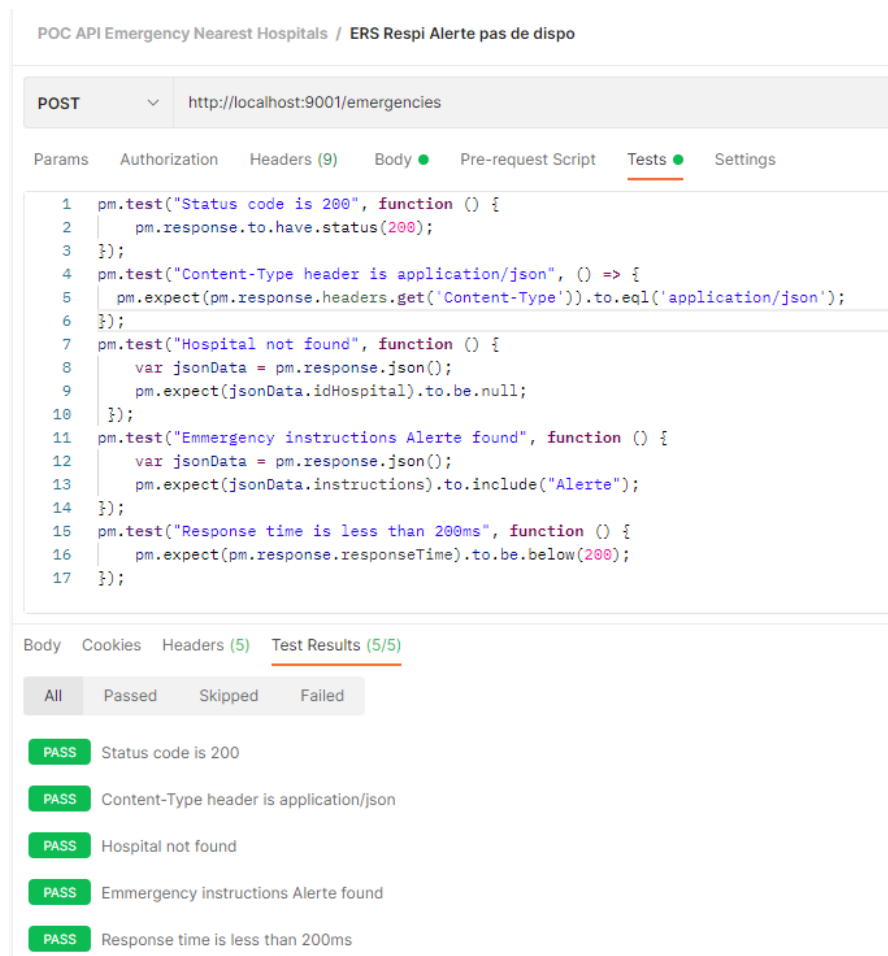 POC API Emergency Nearest Hospitals / ERS Respi Alerte pas de dispo
POST http://localhost:9001/emergencies
Params Authorization Headers (9) Body Pre-request Script Tests Settings
1 pm.test("Status code is 200", function () {
2 pm.response.to.have.status(200);
3 });
4 pm.test("Content-Type header is application/json", () => {
5 pm.expect(pm.response.headers.get('Content-Type')).to.eql('application/json');
6 });
7 pm.test("Hospital not found", function () {
8 var jsonData = pm.response.json();
9 pm.expect(jsonData.idHospital).to.be.null;
10 });
11 pm.test("Emmergency instructions Alerte found", function () {
12 var jsonData = pm.response.json();
13 pm.expect(jsonData.instructions).to.include("Alerte");
14 });
15 pm.test("Response time is less than 200ms", function () {
16 pm.expect(pm.response.responseTime).to.be.below(200);
17 });
Body Cookies Headers (5) Test Results (5/5)
All Passed Skipped Failed
PASS Status code is 200
PASS Content-Type header is application/json
PASS Hospital not found
PASS Emmergency instructions Alerte found
PASS Response time is less than 200ms